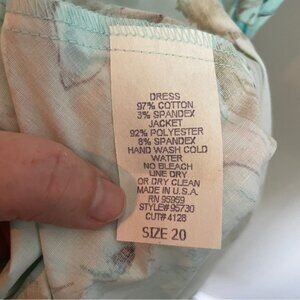 DRESS
97% COTTON
3% SPANDEX
JACKET
92% POLYESTER
8% SPANDEX
HAND WASH COLD
WATER
NO BLEACH
LINE DRY
OR DRY CLEAN
MADE IN U.S.A.
RN 95959
STYLE# 95730
CUT# 4128
SIZE 20